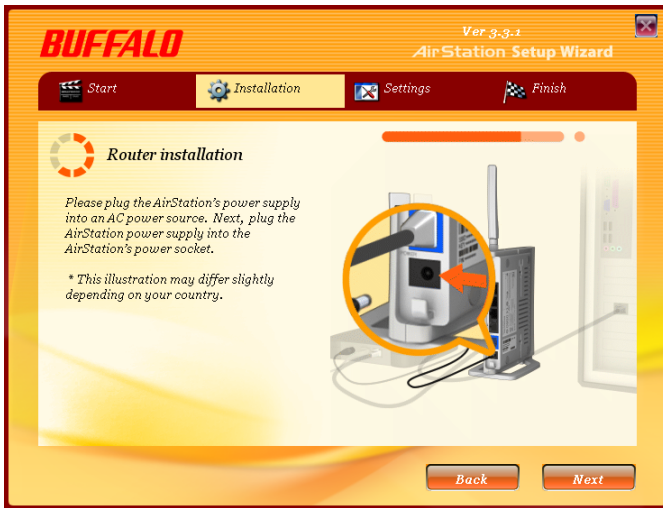 BUFFALO
Ver 3.3.1
AirStation Setup Wizard
Start
Installation
Settings
Finish
Router installation
Please plug the AirStation's power supply
into an AC power source. Next, plug the
AirStation power supply into the
AirStation's power socket.
* This illustration may differ slightly
depending on your country.
Back
Next